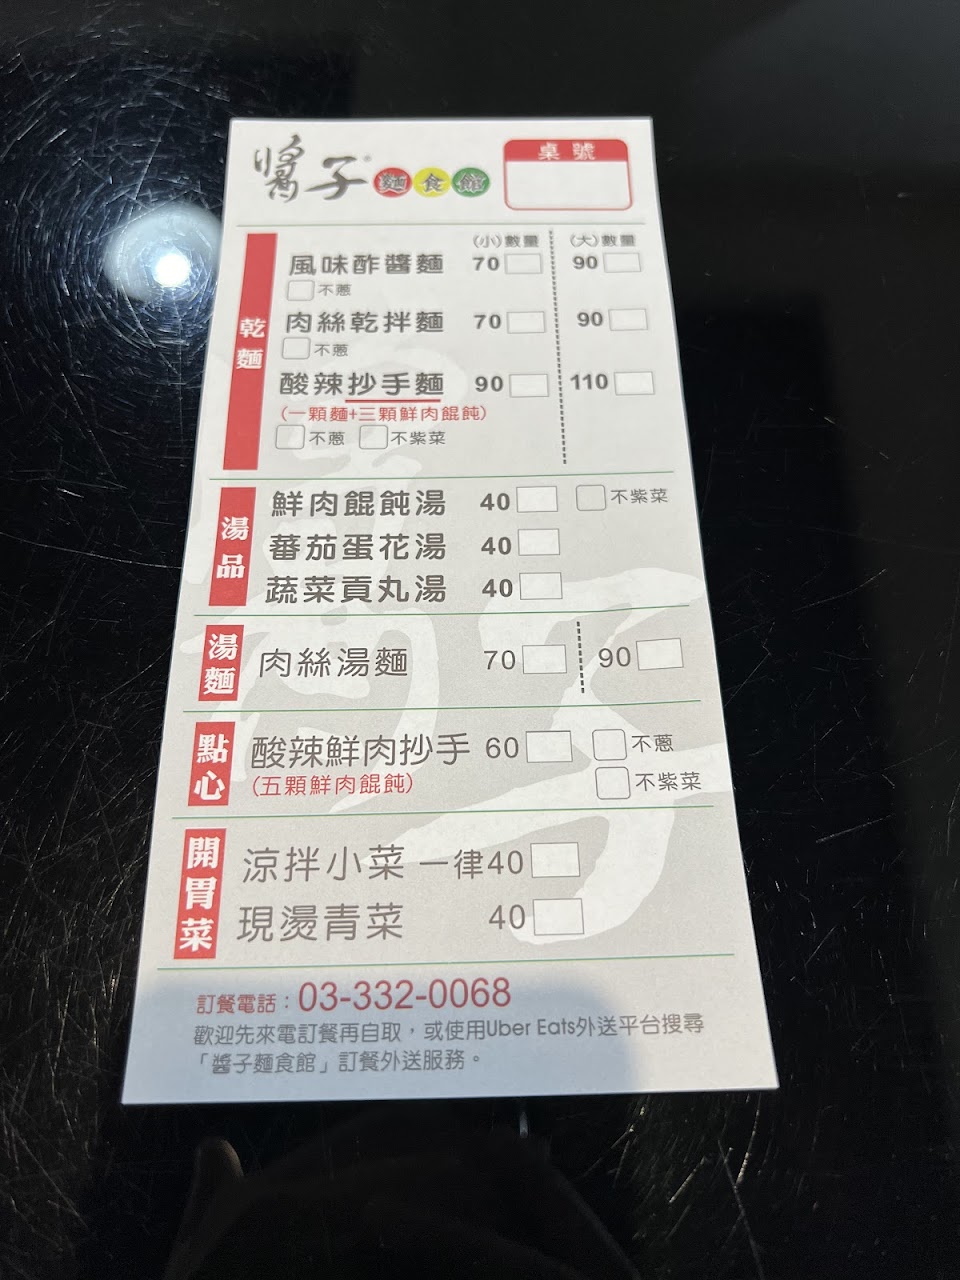 醬子 麵食館
桌號
(小)數量 (大)數量
乾麵
風味酢醬麵 70 90
不蔥
肉絲乾拌麵 70 90
不蔥
酸辣抄手麵 90 110
(一顆麵+三顆鮮肉餛飩)
不蔥 不紫菜
湯品
鮮肉餛飩湯 40 不紫菜
蕃茄蛋花湯 40
蔬菜貢丸湯 40
湯麵
肉絲湯麵 70 90
點心
酸辣鮮肉抄手 60 不蔥
(五顆鮮肉餛飩) 不紫菜
開胃菜
涼拌小菜 一律40
現燙青菜 40
訂餐電話：03-332-0068
歡迎先來電訂餐再自取，或使用Uber Eats外送平台搜尋
「醬子麵食館」訂餐外送服務。